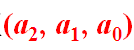 (a₂, a₁, a₀)